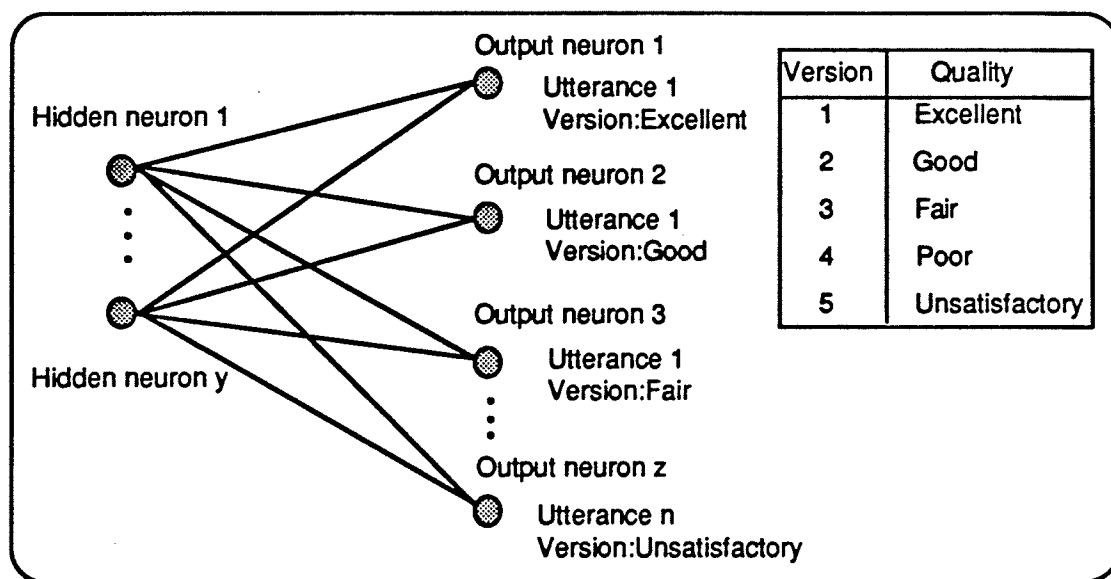 Output neuron 1
Utterance 1
Version:Excellent
Hidden neuron 1
Output neuron 2
Utterance 1
Version:Good
Output neuron 3
Utterance 1
Version:Fair
Hidden neuron y
Output neuron z
Utterance n
Version:Unsatisfactory
Version Quality
1 Excellent
2 Good
3 Fair
4 Poor
5 Unsatisfactory